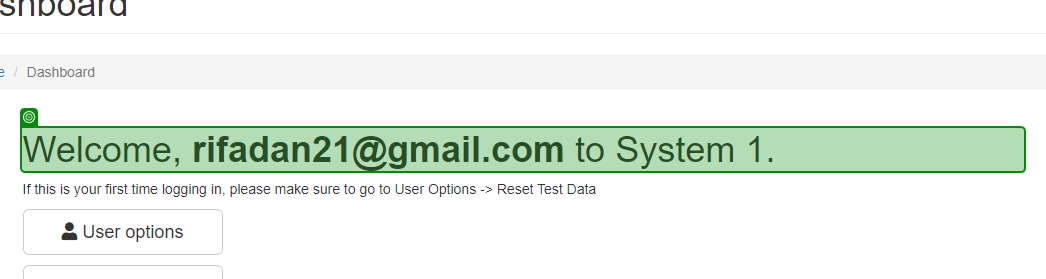 shboard
e / Dashboard
Welcome, rifadan21@gmail.com to System 1.
If this is your first time logging in, please make sure to go to User Options -> Reset Test Data
User options